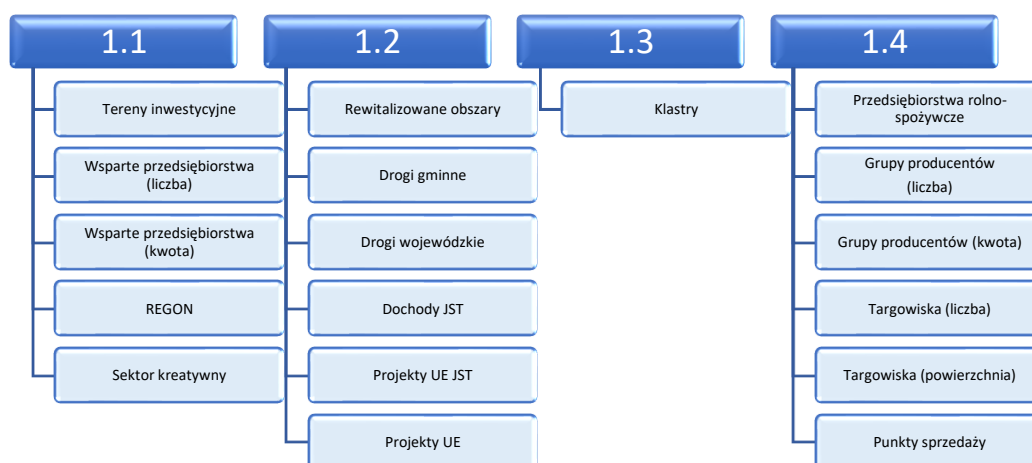 1.1
Tereny inwestycyjne
Wsparte przedsiębiorstwa
(liczba)
Wsparte przedsiębiorstwa
(kwota)
REGON
Sektor kreatywny
1.2
Rewitalizowane obszary
Drogi gminne
Drogi wojewódzkie
Dochody JST
Projekty UE JST
Projekty UE
1.3
Klastry
1.4
Przedsiębiorstwa rolno-
spożywcze
Grupy producentów
(liczba)
Grupy producentów (kwota)
Targowiska (liczba)
Targowiska (powierzchnia)
Punkty sprzedaży